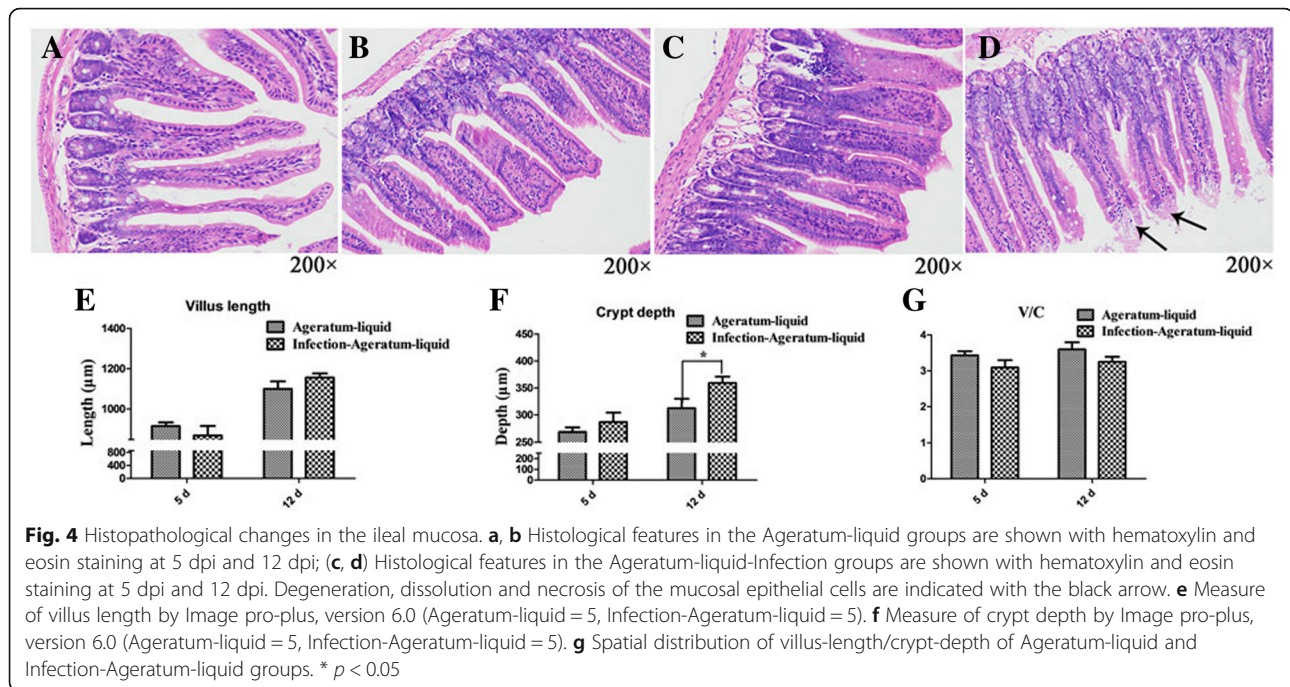 A
B
C
D
200×
200×
200×
200×
E
Villus length
Ageratum-liquid
Infection-Ageratum-liquid
Length (µm)
1400
1200
1000
800
400
0
5 d
12 d
F
Crypt depth
Ageratum-liquid
Infection-Ageratum-liquid
*
Depth (µm)
450
400
350
300
250
200
100
0
5 d
12 d
G
V/C
Ageratum-liquid
Infection-Ageratum-liquid
4
3
2
1
0
5 d
12 d
Fig. 4 Histopathological changes in the ileal mucosa. a, b Histological features in the Ageratum-liquid groups are shown with hematoxylin and
eosin staining at 5 dpi and 12 dpi; (c, d) Histological features in the Ageratum-liquid-Infection groups are shown with hematoxylin and eosin
staining at 5 dpi and 12 dpi. Degeneration, dissolution and necrosis of the mucosal epithelial cells are indicated with the black arrow. e Measure
of villus length by Image pro-plus, version 6.0 (Ageratum-liquid = 5, Infection-Ageratum-liquid = 5). f Measure of crypt depth by Image pro-plus,
version 6.0 (Ageratum-liquid = 5, Infection-Ageratum-liquid = 5). g Spatial distribution of villus-length/crypt-depth of Ageratum-liquid and
Infection-Ageratum-liquid groups. * p < 0.05